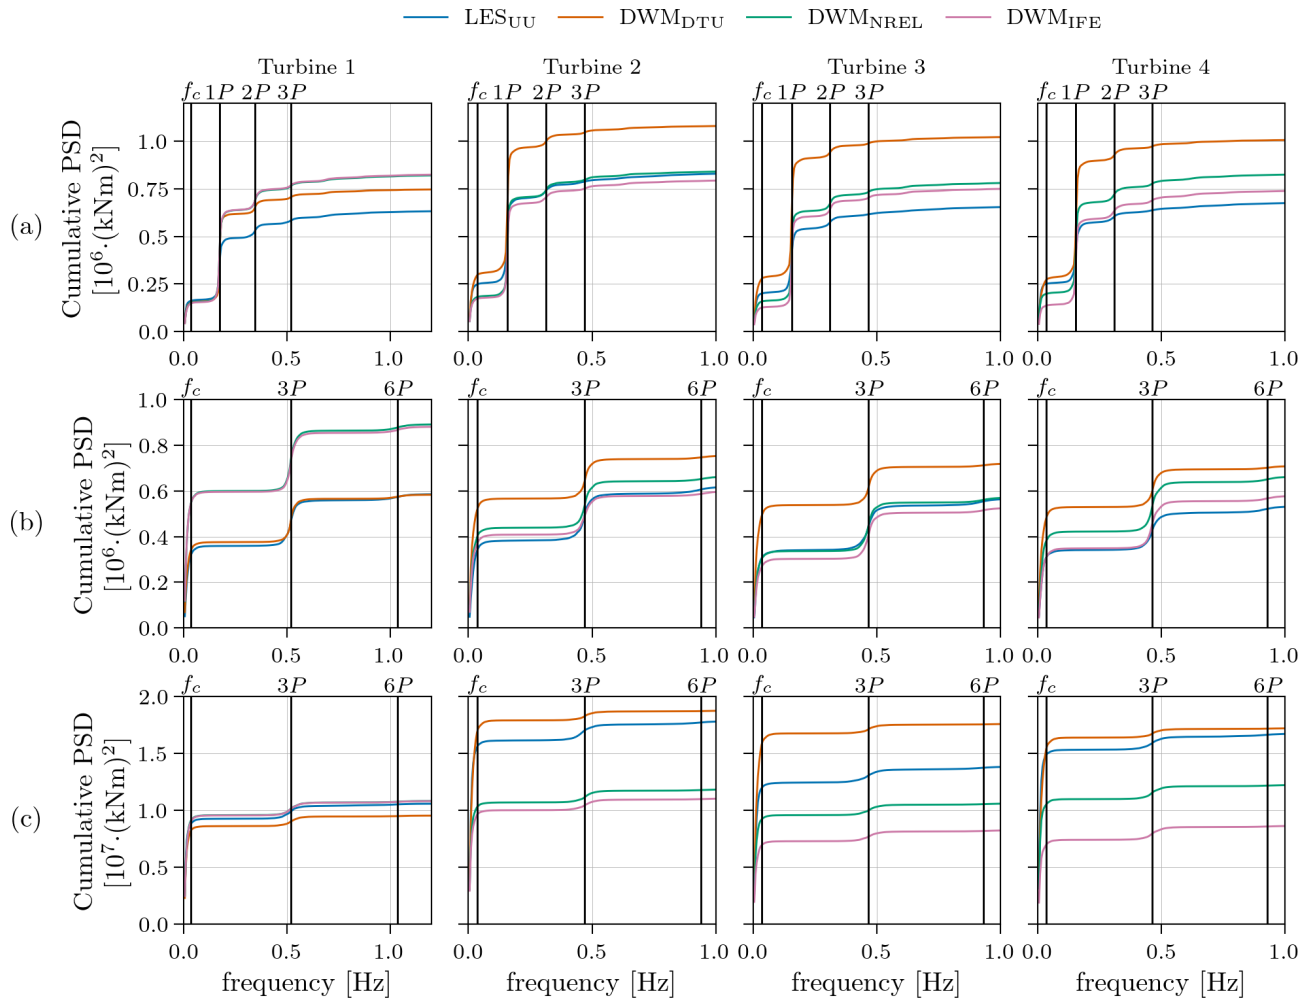 LES_UU DWM_DTU DWM_NREL DWM_IFE
Turbine 1 Turbine 2 Turbine 3 Turbine 4
f_c 1P 2P 3P f_c 1P 2P 3P f_c 1P 2P 3P f_c 1P 2P 3P
(a)
Cumulative PSD
[10^6·(kNm)^2]
1.0
0.75
0.5
0.25
0.0
0.0 0.5 1.0 0.0 0.5 1.0 0.0 0.5 1.0 0.0 0.5 1.0
f_c 3P 6P f_c 3P 6P f_c 3P 6P f_c 3P 6P
(b)
Cumulative PSD
[10^6·(kNm)^2]
1.0
0.8
0.6
0.4
0.2
0.0
0.0 0.5 1.0 0.0 0.5 1.0 0.0 0.5 1.0 0.0 0.5 1.0
f_c 3P 6P f_c 3P 6P f_c 3P 6P f_c 3P 6P
(c)
Cumulative PSD
[10^7·(kNm)^2]
2.0
1.5
1.0
0.5
0.0
0.0 0.5 1.0 0.0 0.5 1.0 0.0 0.5 1.0 0.0 0.5 1.0
frequency [Hz] frequency [Hz] frequency [Hz] frequency [Hz]